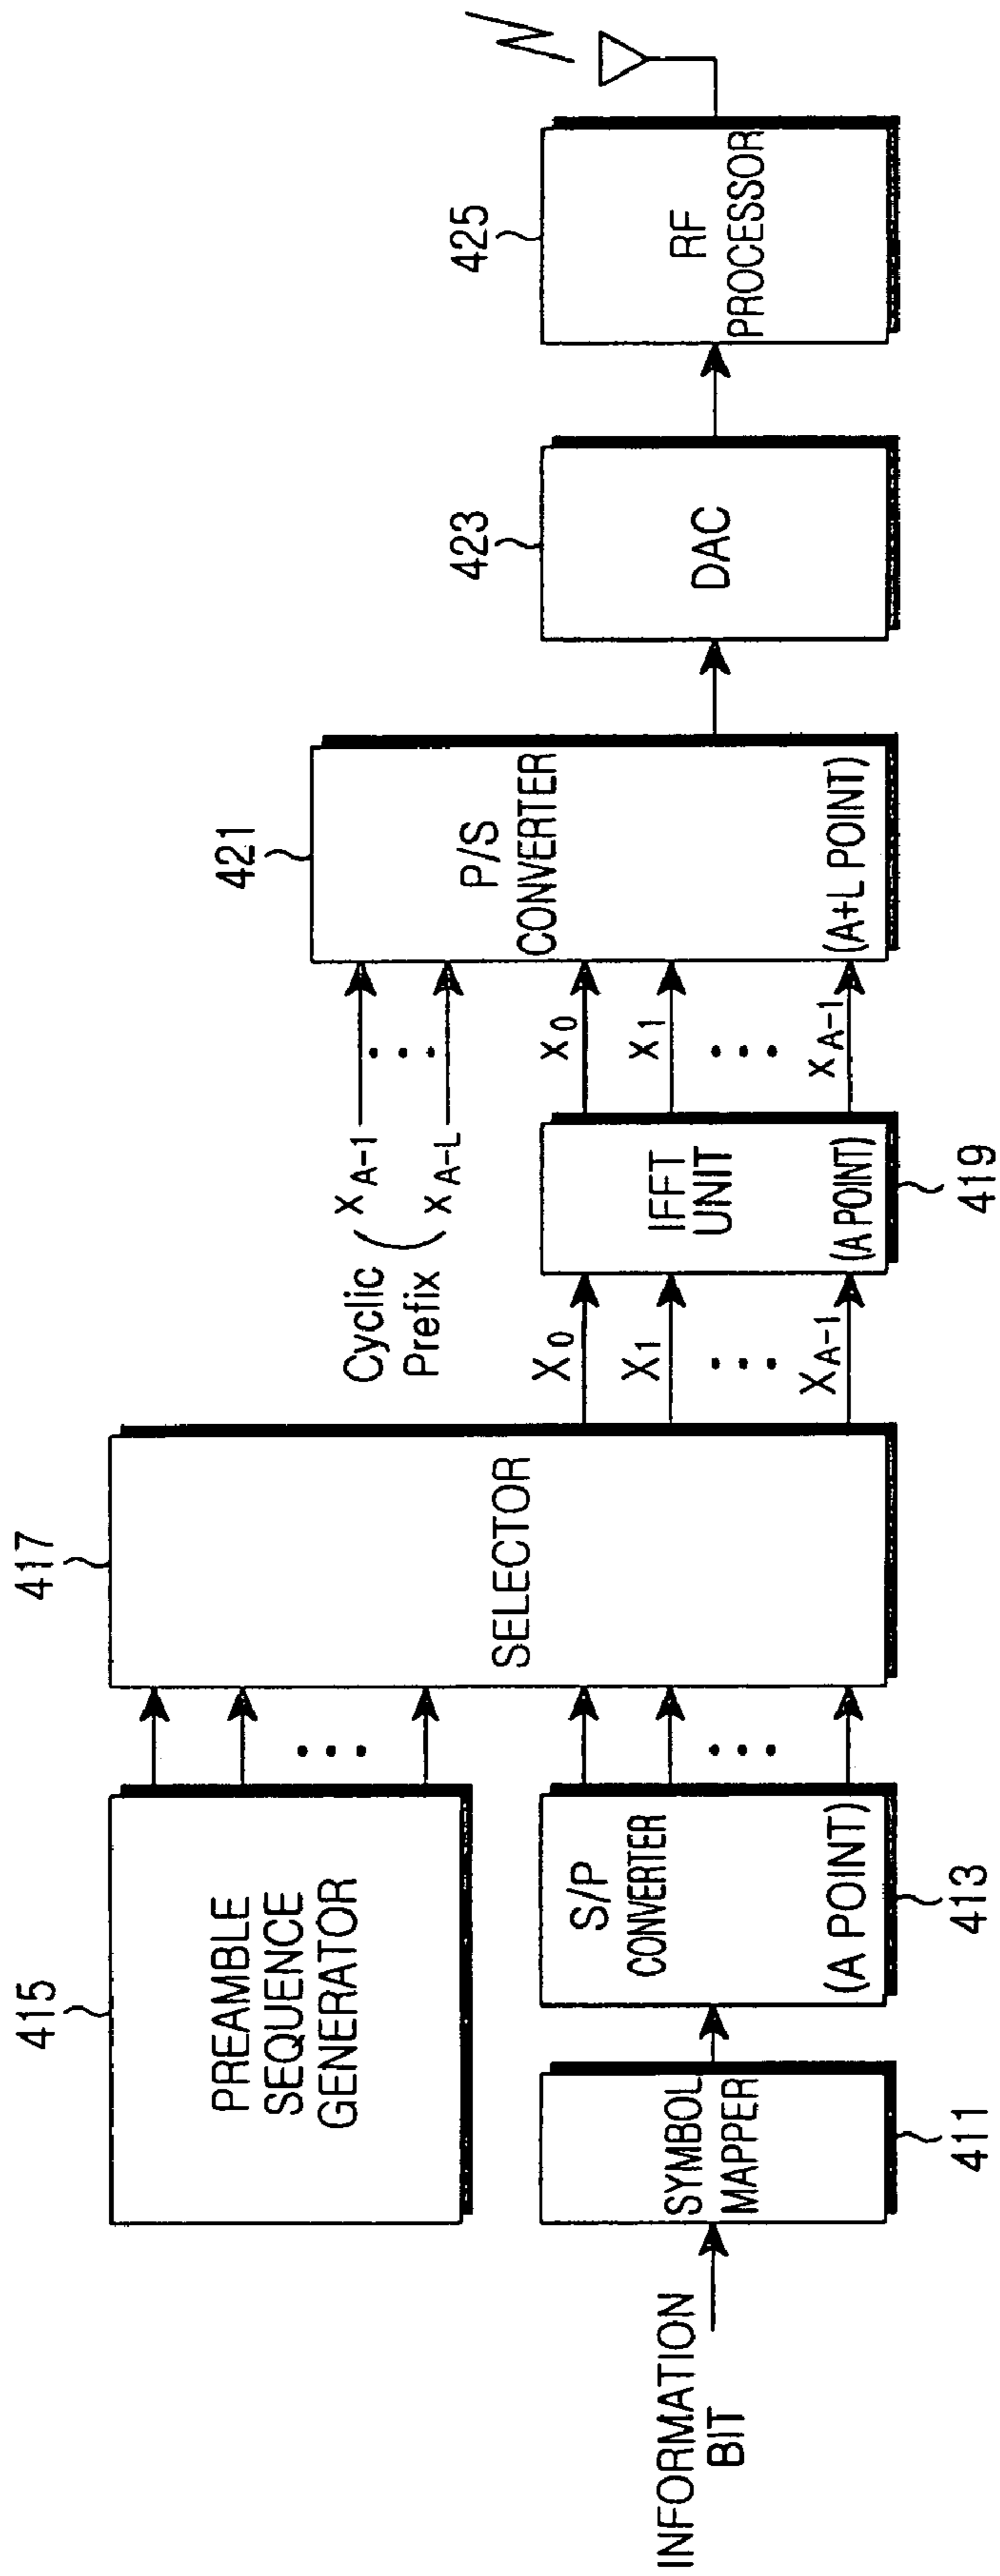 415
PREAMBLE
SEQUENCE
GENERATOR
417
SELECTOR
INFORMATION
BIT
SYMBOL
MAPPER
411
S/P
CONVERTER
(A POINT)
413
X0
X1
XA-1
IFFT
UNIT
(A POINT)
419
Cyclic
Prefix
( XA-1
XA-L
X0
X1
XA-1
421
P/S
CONVERTER
(A+L POINT)
423
DAC
425
RF
PROCESSOR